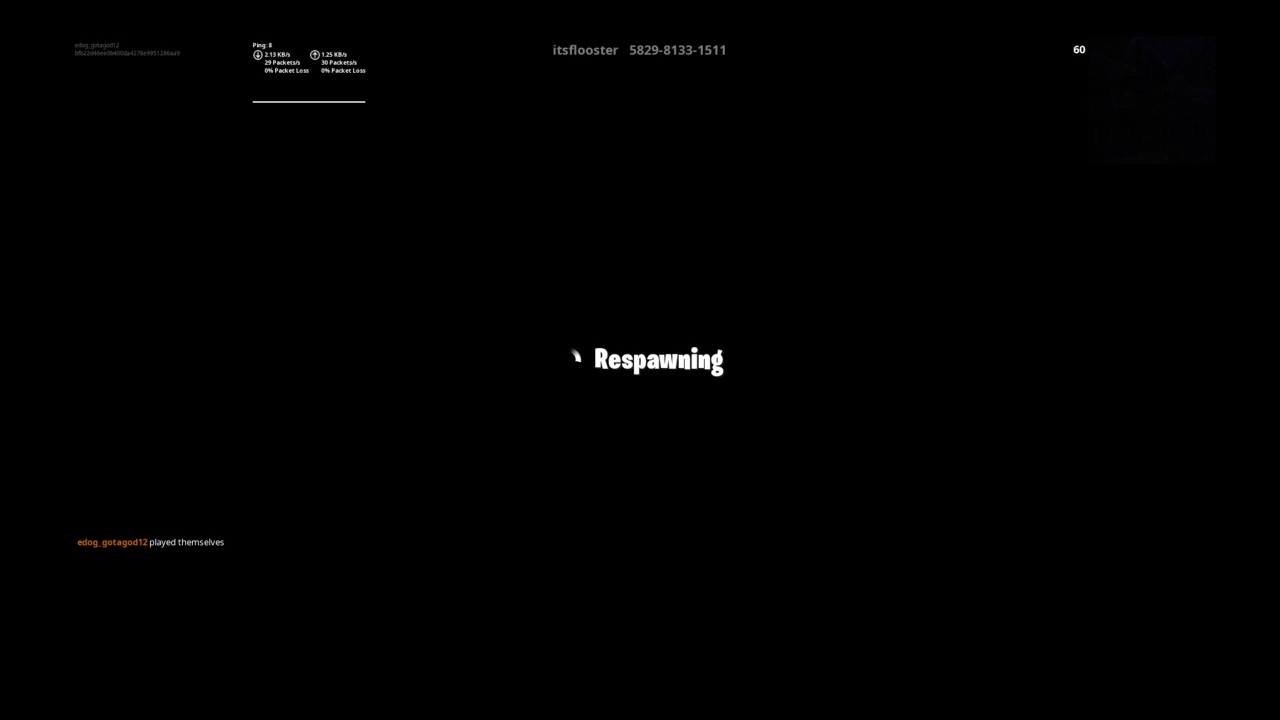 edog_gotagod12
Ping: 8
2.13 KB/s 1.25 KB/s
29 Packets/s 30 Packets/s
0% Packet Loss 0% Packet Loss
itsflooster 5829-8133-1511
60
Respawning
edog_gotagod12 played themselves